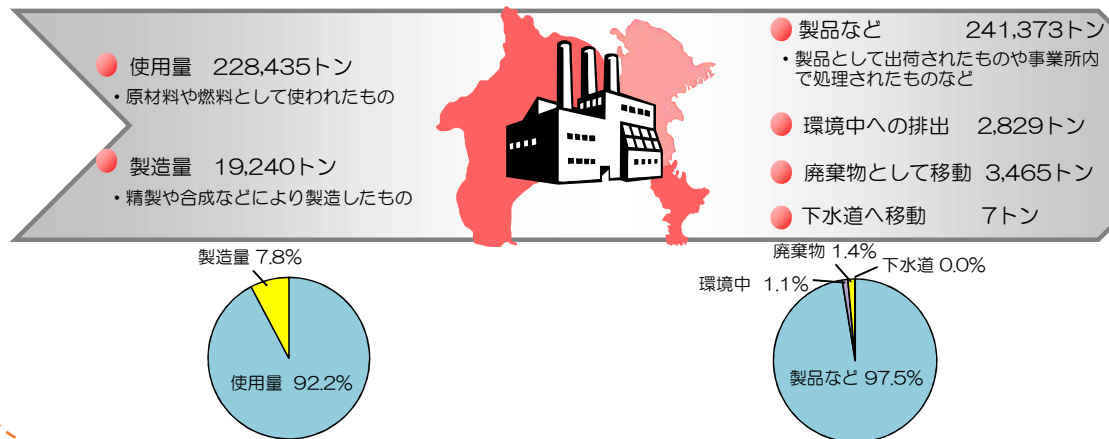 使用量 228,435トン
・原材料や燃料として使われたもの
製造量 19,240トン
・精製や合成などにより製造したもの
製品など 241,373トン
・製品として出荷されたものや事業所内
で処理されたものなど
環境中への排出 2,829トン
廃棄物として移動 3,465トン
下水道へ移動 7トン
製造量 7.8%
使用量 92.2%
廃棄物 1.4%
下水道 0.0%
環境中 1.1%
製品など 97.5%